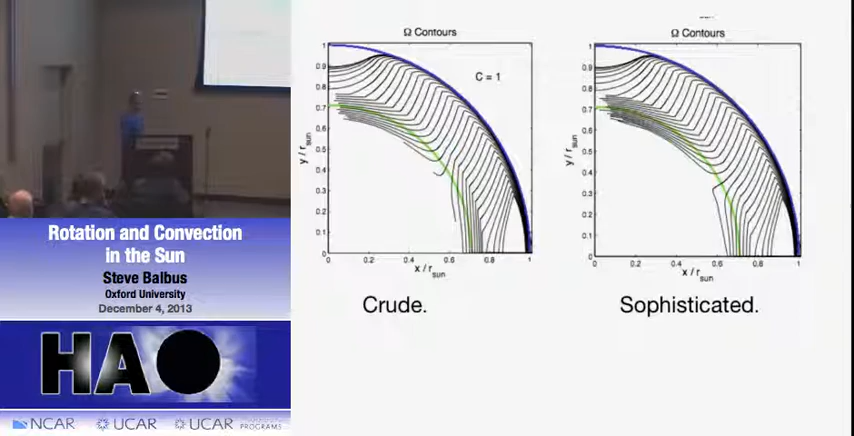 Rotation and Convection
in the Sun
Steve Balbus
Oxford University
December 4, 2013
HAO
NCAR UCAR UCAR PROGRAMS
Ω Contours
C = 1
0.9
0.8
0.7
0.6
0.5
0.4
0.3
0.2
0.1
0
y / r sun
0 0.2 0.4 0.6 0.8 1
x / r sun
Crude.
Ω Contours
0.9
0.8
0.7
0.6
0.5
0.4
0.3
0.2
0.1
0
y / r sun
0 0.2 0.4 0.6 0.8 1
x / r sun
Sophisticated.